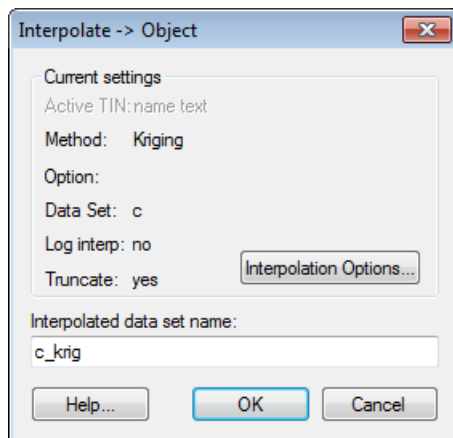 Interpolate -> Object
Current settings
Active TIN: name text
Method: Kriging
Option:
Data Set: c
Log interp: no
Truncate: yes
Interpolation Options...
Interpolated data set name:
c_krig
Help... OK Cancel